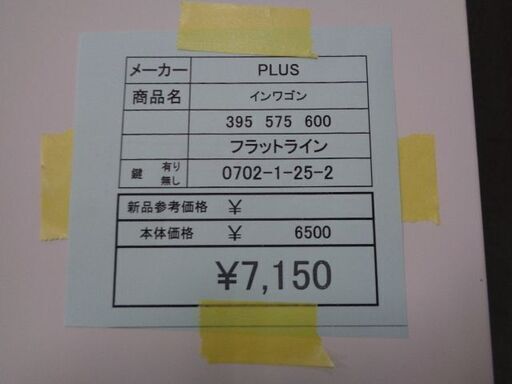 メーカー PLUS
商品名 インワゴン
395 575 600
フラットライン
鍵 有り 無し 0702-1-25-2
新品参考価格 ¥
本体価格 ¥ 6500
¥7,150